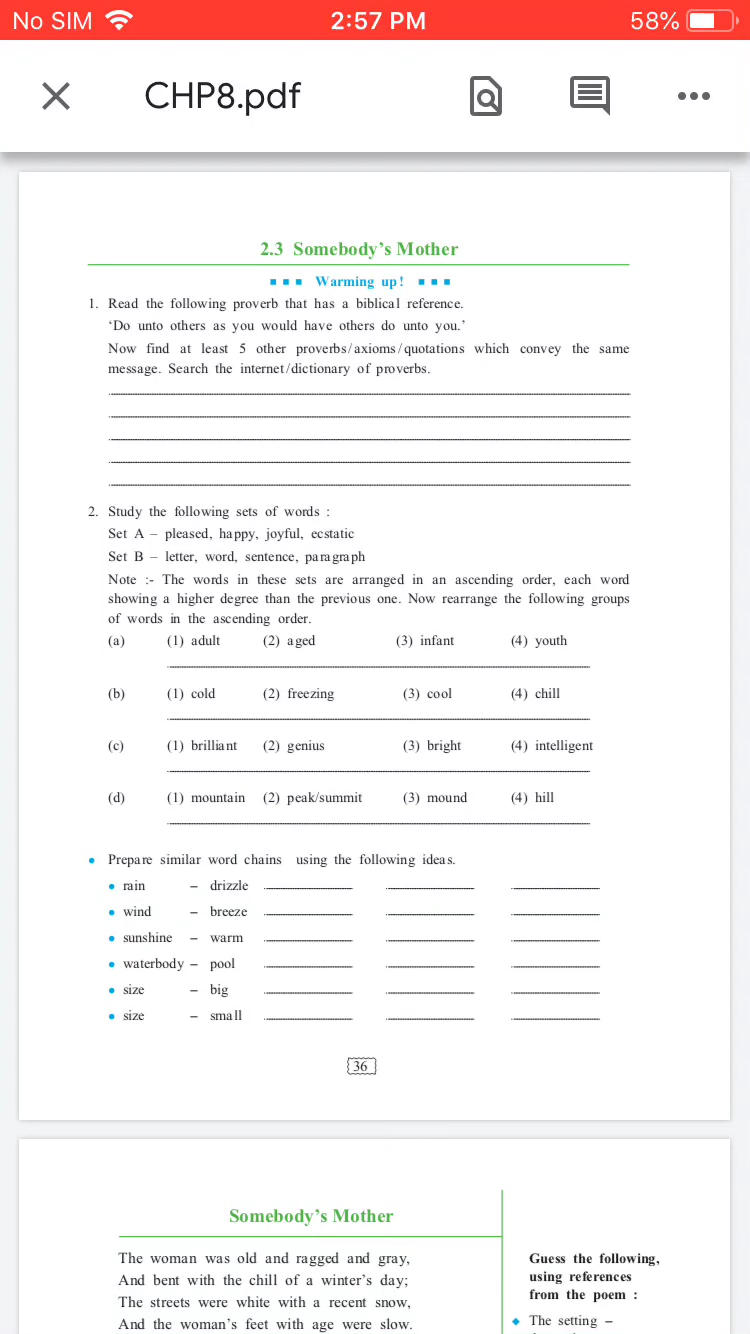 No SIM 2:57 PM 58%
CHP8.pdf
2.3 Somebody's Mother
Warming up!
1. Read the following proverb that has a biblical reference.
‘Do unto others as you would have others do unto you.’
Now find at least 5 other proverbs/axioms/quotations which convey the same
message. Search the internet/dictionary of proverbs.
2. Study the following sets of words :
Set A – pleased, happy, joyful, ecstatic
Set B – letter, word, sentence, paragraph
Note :- The words in these sets are arranged in an ascending order, each word
showing a higher degree than the previous one. Now rearrange the following groups
of words in the ascending order.
(a) (1) adult (2) aged (3) infant (4) youth
(b) (1) cold (2) freezing (3) cool (4) chill
(c) (1) brilliant (2) genius (3) bright (4) intelligent
(d) (1) mountain (2) peak/summit (3) mound (4) hill
• Prepare similar word chains using the following ideas.
• rain – drizzle
• wind – breeze
• sunshine – warm
• waterbody – pool
• size – big
• size – small
36
Somebody's Mother
The woman was old and ragged and gray,
And bent with the chill of a winter's day;
The streets were white with a recent snow,
And the woman's feet with age were slow.
Guess the following,
using references
from the poem :
◆ The setting –